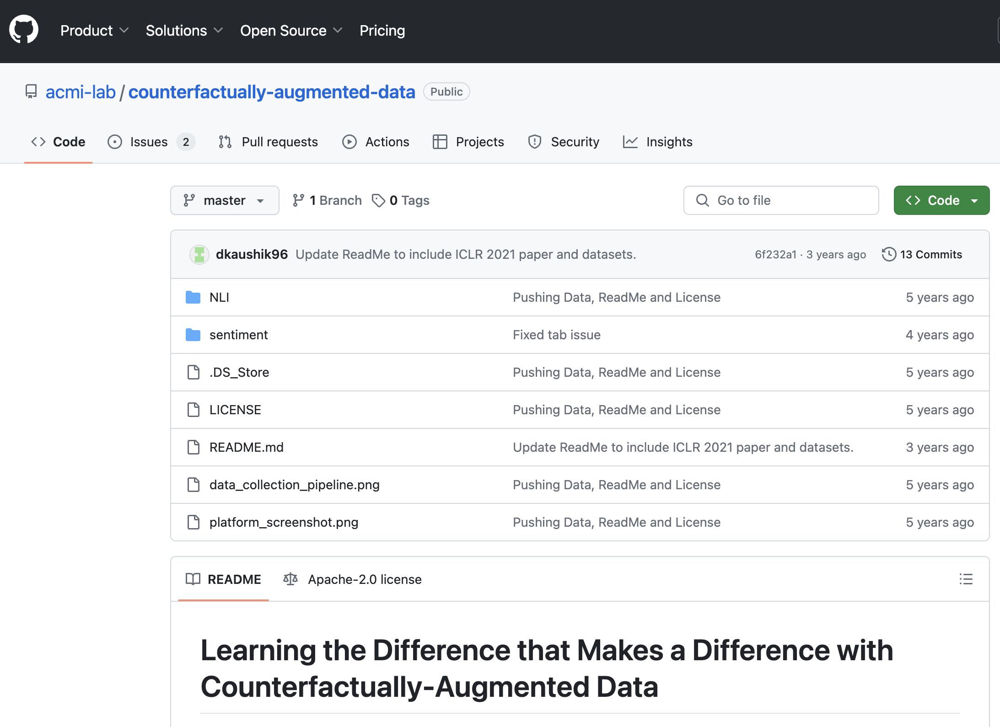 Product Solutions Open Source Pricing
acmi-lab / counterfactually-augmented-data Public
Code Issues 2 Pull requests Actions Projects Security Insights
master 1 Branch 0 Tags Go to file Code
dkaushik96 Update ReadMe to include ICLR 2021 paper and datasets. 6f232a1 · 3 years ago 13 Commits
NLI Pushing Data, ReadMe and License 5 years ago
sentiment Fixed tab issue 4 years ago
.DS_Store Pushing Data, ReadMe and License 5 years ago
LICENSE Pushing Data, ReadMe and License 5 years ago
README.md Update ReadMe to include ICLR 2021 paper and datasets. 3 years ago
data_collection_pipeline.png Pushing Data, ReadMe and License 5 years ago
platform_screenshot.png Pushing Data, ReadMe and License 5 years ago
README Apache-2.0 license
Learning the Difference that Makes a Difference with
Counterfactually-Augmented Data